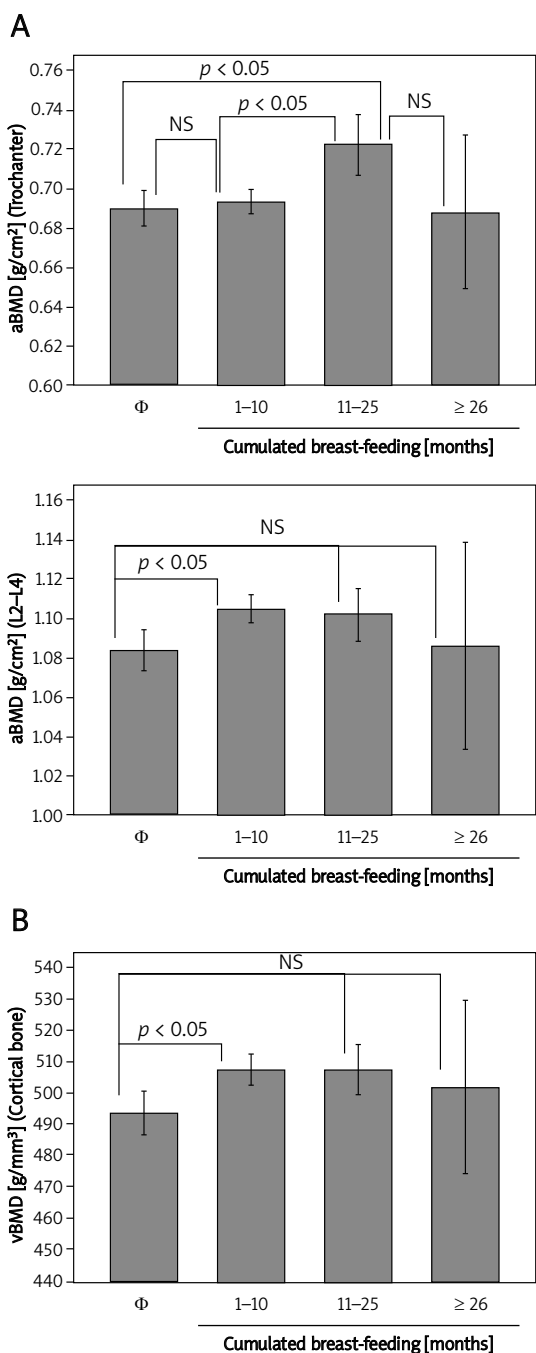 A
aBMD [g/cm²] (Trochanter)
0.76
0.74
0.72
0.70
0.68
0.66
0.64
0.62
0.60
p < 0.05
NS
p < 0.05
NS
Φ
1–10
11–25
≥ 26
Cumulated breast-feeding [months]
aBMD [g/cm²] (L2–L4)
1.16
1.14
1.12
1.10
1.08
1.06
1.04
1.02
1.00
NS
p < 0.05
Φ
1–10
11–25
≥ 26
Cumulated breast-feeding [months]
B
vBMD [g/mm³] (Cortical bone)
540
530
520
510
500
490
480
470
460
450
440
NS
p < 0.05
Φ
1–10
11–25
≥ 26
Cumulated breast-feeding [months]